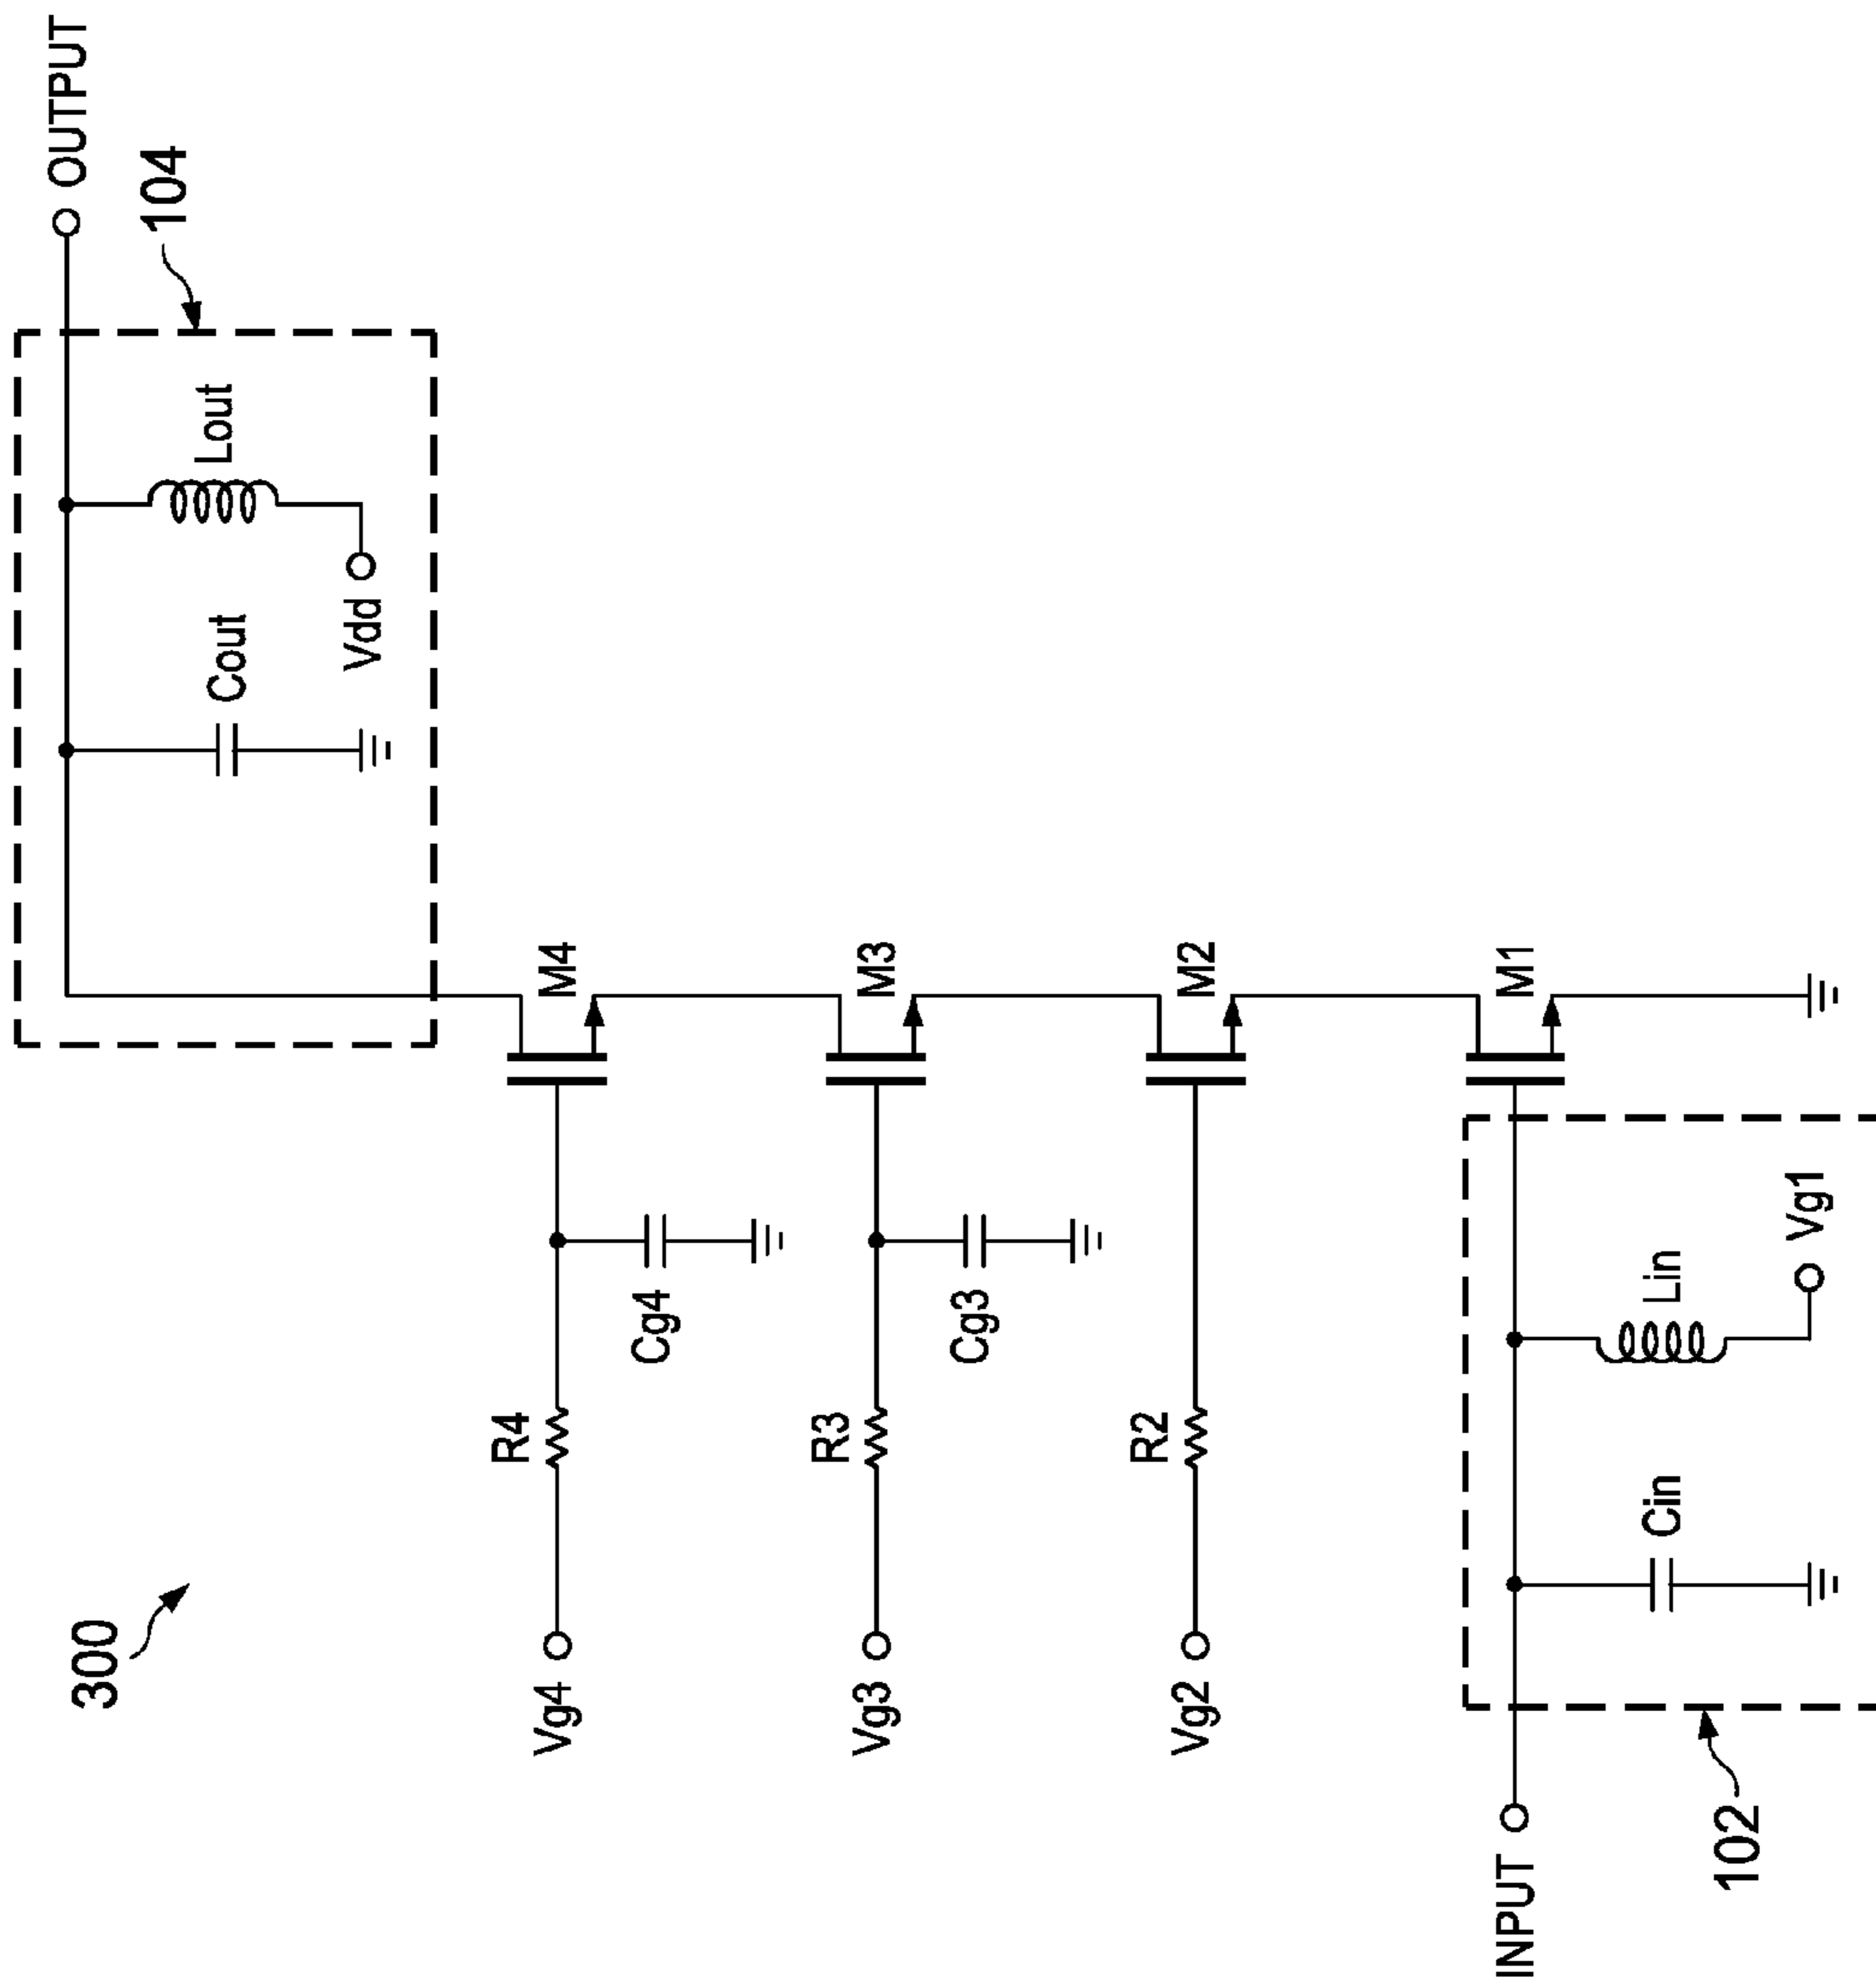 300
OUTPUT
104
Lout
Cout
Vdd
M4
R4
Vg4
Cg4
M3
R3
Vg3
Cg3
M2
R2
Vg2
M1
INPUT
Cin
Lin
Vg1
102